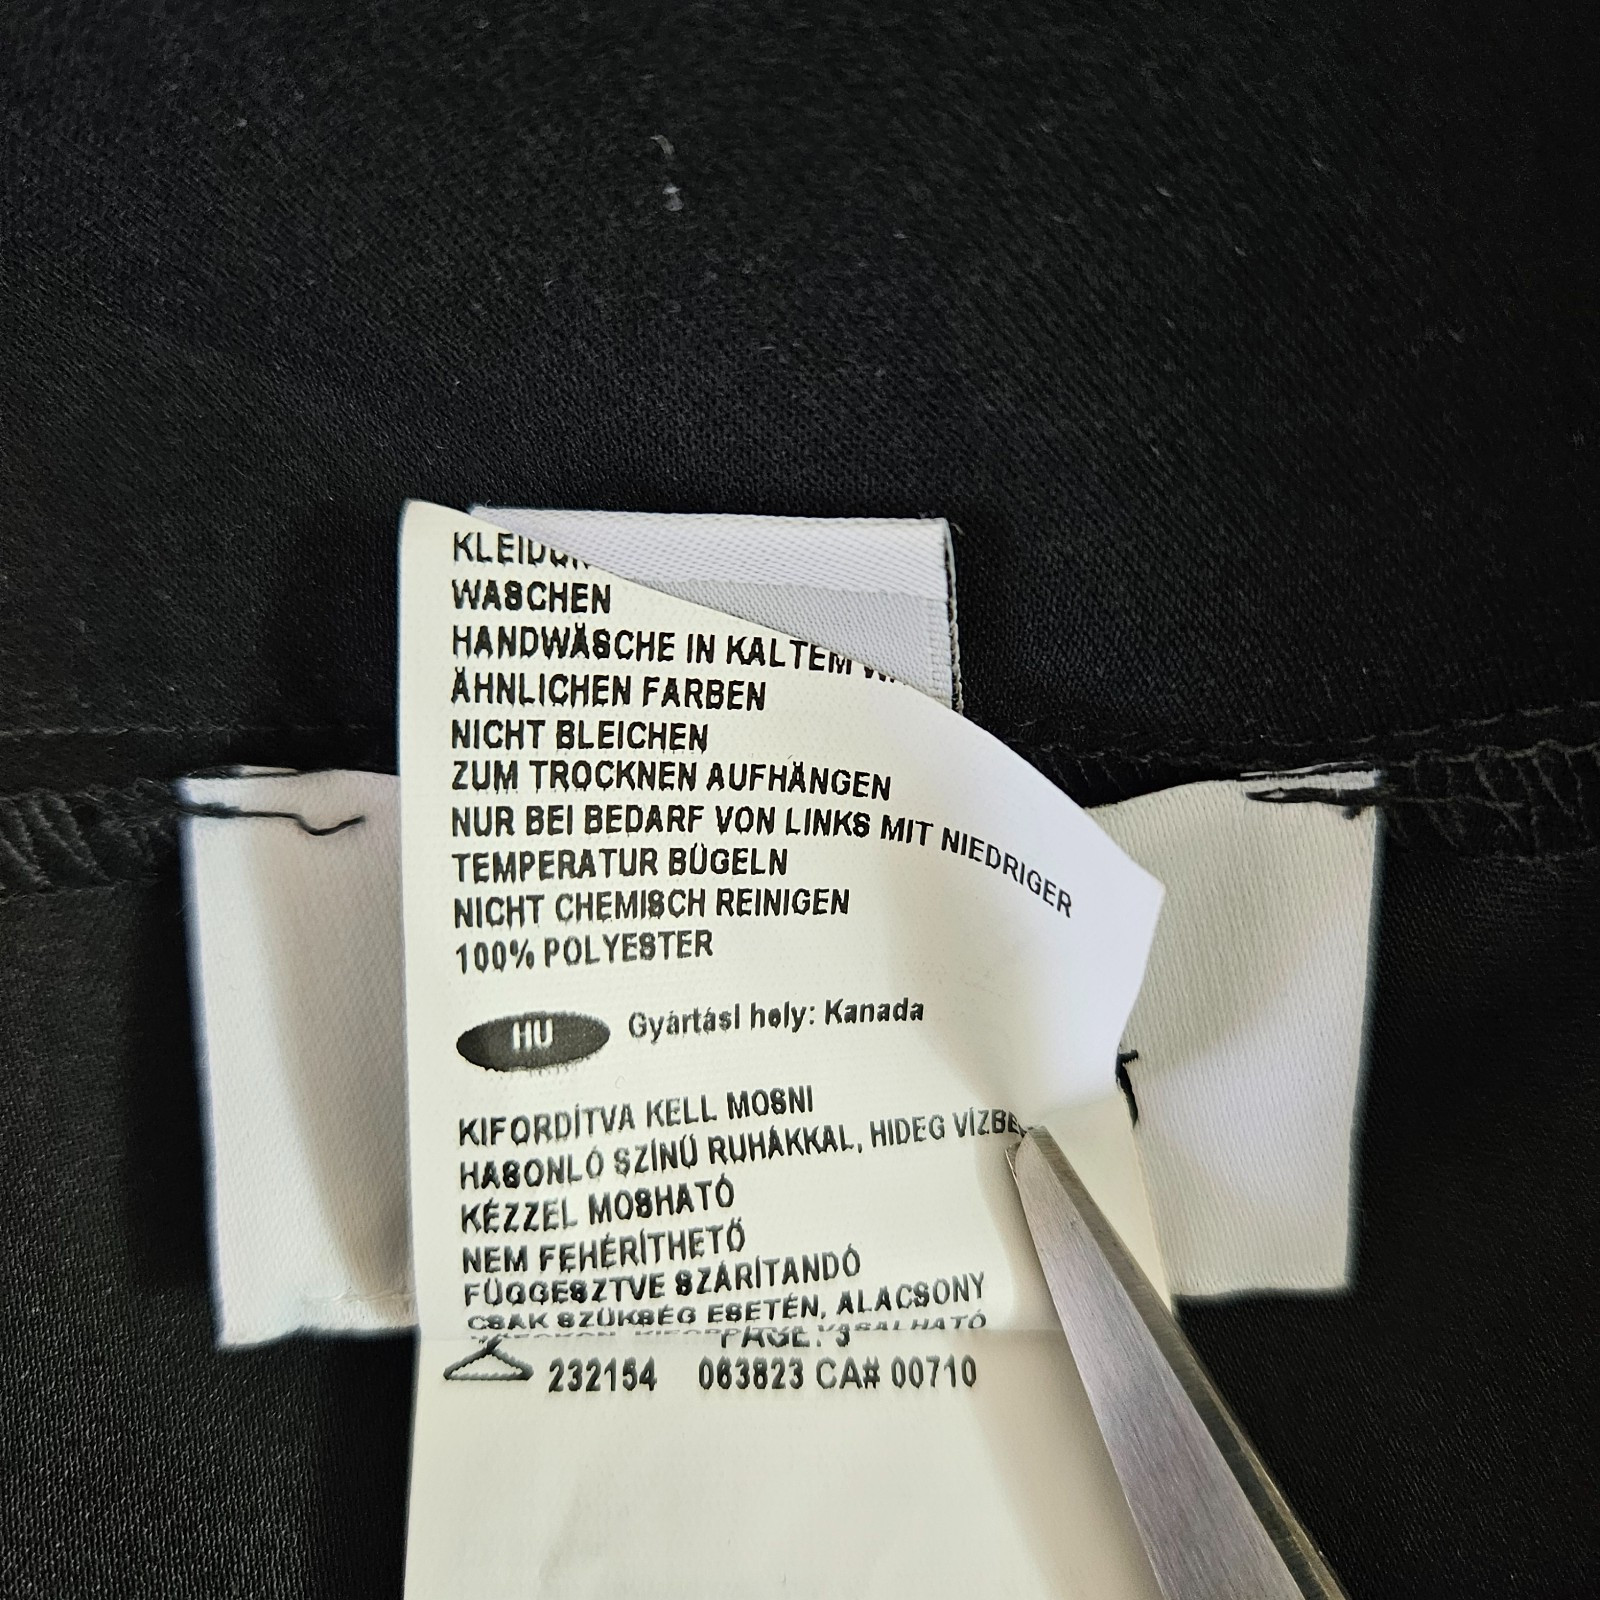 WASCHEN
HANDWÄSCHE IN KALTEM
ÄHNLICHEN FARBEN
NICHT BLEICHEN
ZUM TROCKNEN AUFHÄNGEN
NUR BEI BEDARF VON LINKS MIT NIEDRIGER
TEMPERATUR BÜGELN
NICHT CHEMISCH REINIGEN
100% POLYESTER
HU Gyártási hely: Kanada
KIFORDÍTVA KELL MOSNI
HASONLÓ SZÍNŰ RUHÁKKAL, HIDEG VÍZBE
KÉZZEL MOSHATÓ
NEM FEHÉRÍTHETŐ
FÜGGESZTVE SZÁRÍTANDÓ
CSAK SZÜKSÉG ESETÉN, ALACSONY
KIFORDÍTVA VASALHATÓ
PAGE: 3
232154 063823 CA# 00710